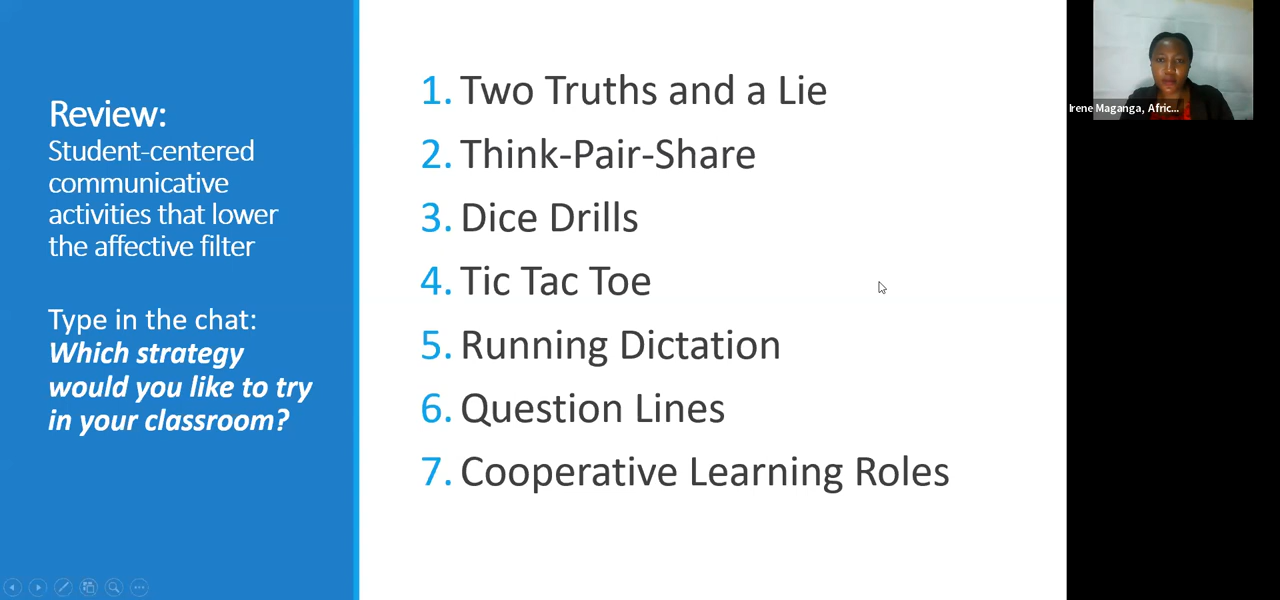 Review:
Student-centered
communicative
activities that lower
the affective filter
Type in the chat:
Which strategy
would you like to try
in your classroom?
1. Two Truths and a Lie
2. Think-Pair-Share
3. Dice Drills
4. Tic Tac Toe
5. Running Dictation
6. Question Lines
7. Cooperative Learning Roles
Irene Maganga, Afric...